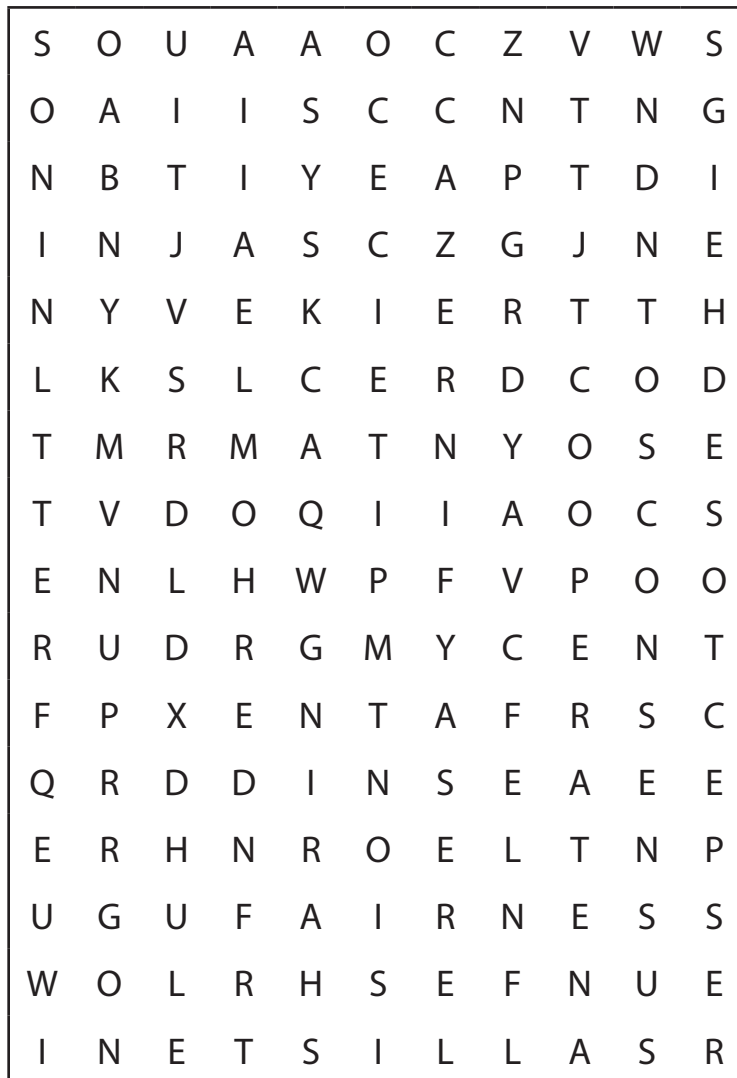 S O U A A O C Z V W S
O A I I S C C N T N G
N B T I Y E A P T D I
I N J A S C Z G J N E
N Y V E K I E R T T H
L K S L C E R D C O D
T M R M A T N Y O S E
T V D O Q I I A O C S
E N L H W P F V P O O
R U D R G M Y C E N T
F P X E N T A F R S C
Q R D D I N S E A E E
E R H N R O E L T N P
U G U F A I R N E S S
W O L R H S E F N U E
I N E T S I L L A S R